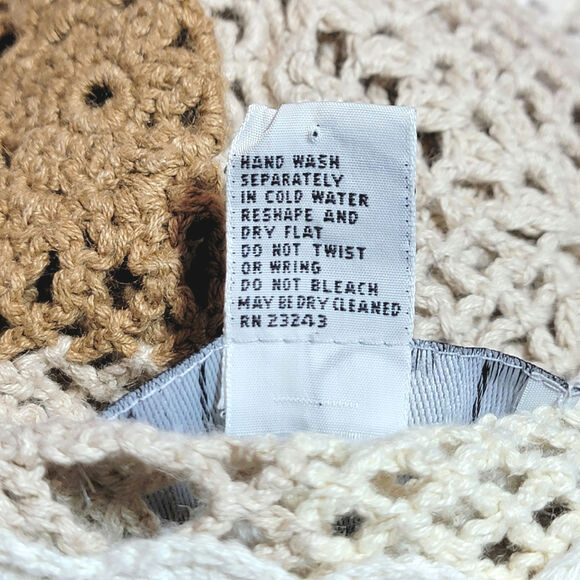 HAND WASH
SEPARATELY
IN COLD WATER
RESHAPE AND
DRY FLAT
DO NOT TWIST
OR WRING
DO NOT BLEACH
MAY BE DRY CLEANED
RN 23243